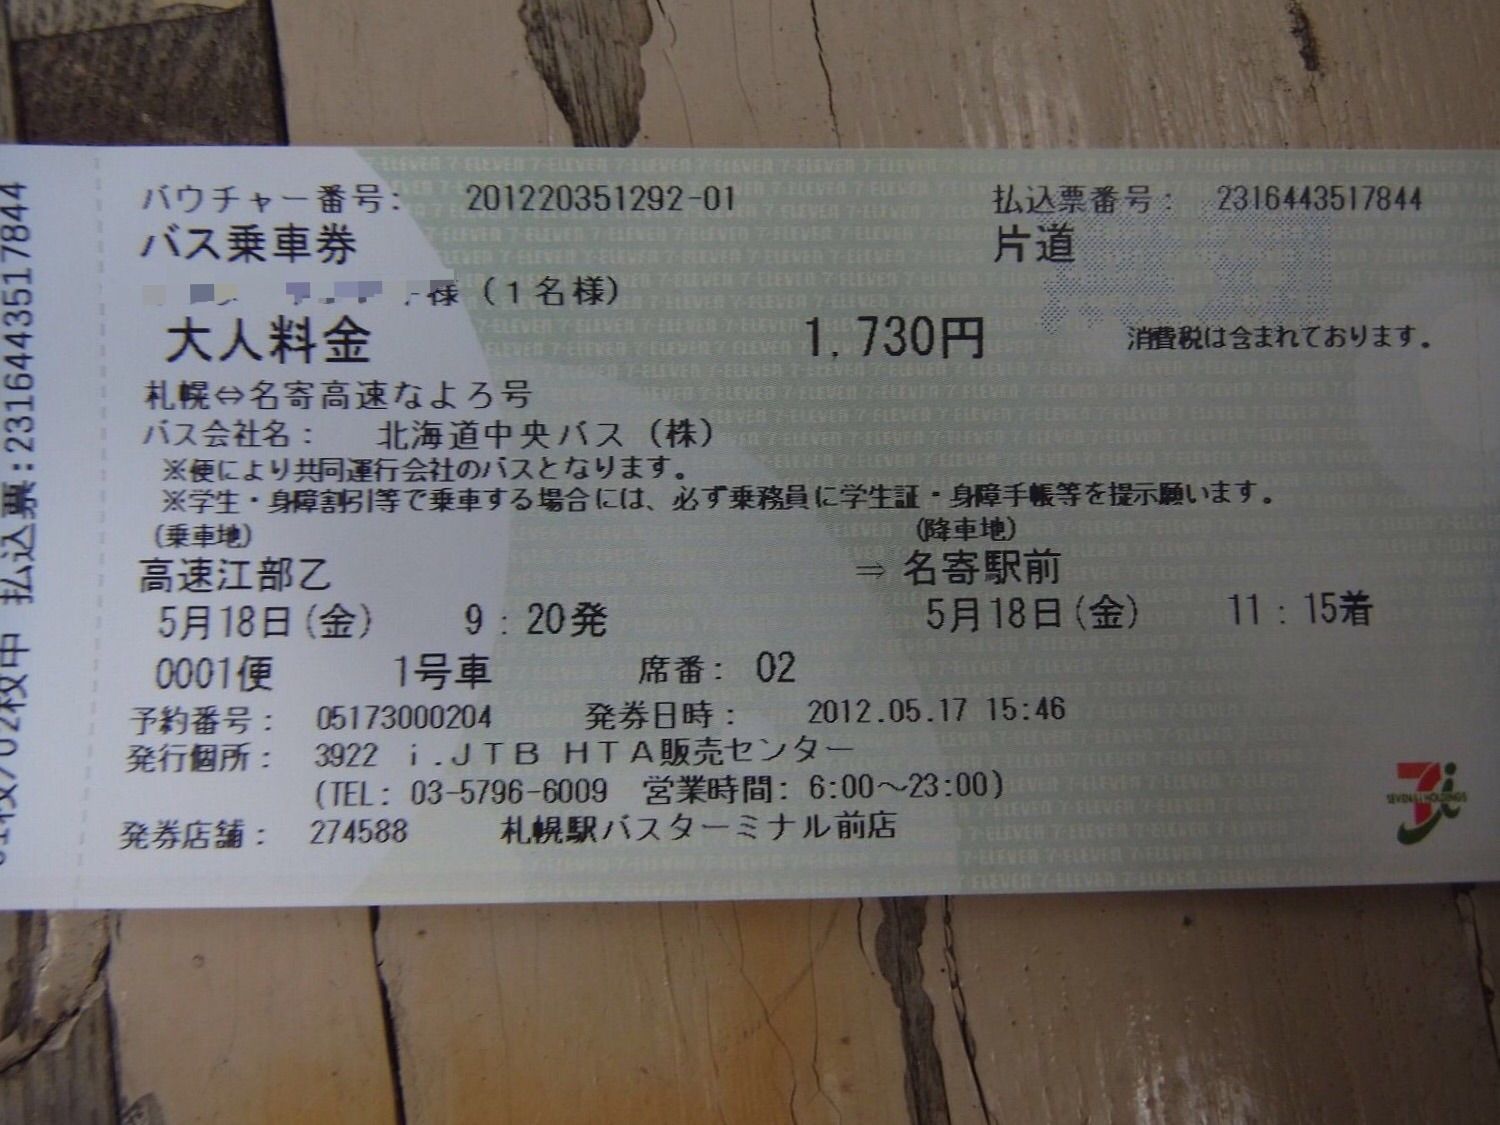 バウチャー番号: 201220351292-01 払込票番号: 2316443517844
バス乗車券 片道
様 (1名様)
大人料金 1,730円 消費税は含まれております。
札幌⇔名寄高速なよろ号
バス会社名: 北海道中央バス (株)
※便により共同運行会社のバスとなります。
※学生・身障割引等で乗車する場合には、必ず乗務員に学生証・身障手帳等を提示願います。
(乗車地) (降車地)
高速江部乙 ⇒ 名寄駅前
5月18日(金) 9:20発 5月18日(金) 11:15着
0001便 1号車 席番: 02
予約番号: 05173000204 発券日時: 2012.05.17 15:46
発行個所: 3922 i.JTB HTA販売センター
(TEL: 03-5796-6009 営業時間: 6:00〜23:00)
発券店舗: 274588 札幌駅バスターミナル前店
SEVEN & i HOLDINGS
01枚/02枚中 払込票:2316443517844